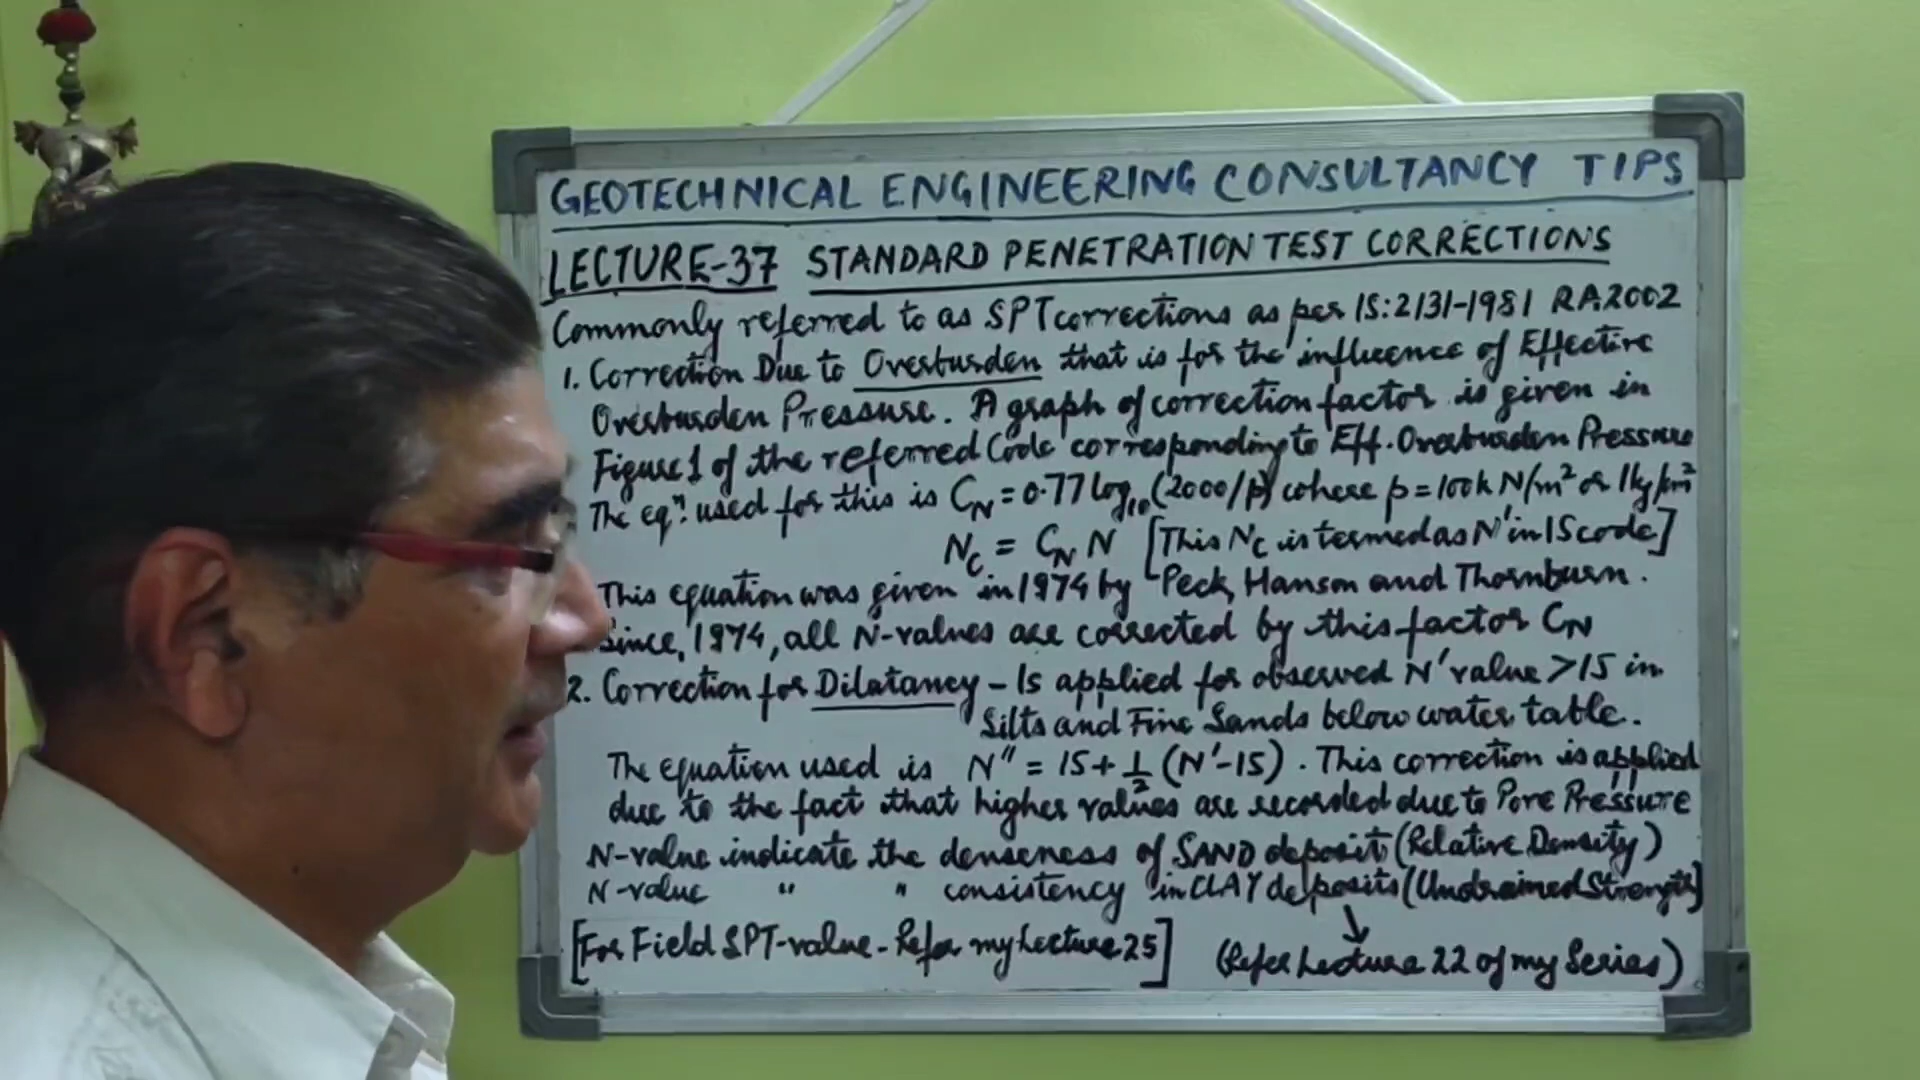 GEOTECHNICAL ENGINEERING CONSULTANCY TIPS
LECTURE-37 STANDARD PENETRATION TEST CORRECTIONS
Commonly referred to as SPT corrections as per IS:2131-1981 RA2002
1. Correction Due to Overburden that is for the influence of Effective
Overburden Pressure. A graph of correction factor is given in
Figure 1 of the referred Code corresponding to Eff. Overburden Pressure
The eqn. used for this is CN = 0.77 log10 (2000/p) where p = 100kN/m² or 1kg/cm²
NC = CN N [This NC is termed as N' in IS code]
This equation was given in 1974 by Peck, Hanson and Thornburn.
Since, 1974, all N-values are corrected by this factor CN
2. Correction for Dilatancy - Is applied for observed N' value >15 in
Silts and Fine Sands below water table.
The equation used is N'' = 15 + 1/2 (N'-15). This correction is applied
due to the fact that higher values are recorded due to Pore Pressure
N-value indicate the denseness of SAND deposit (Relative Density)
N-value " " consistency in CLAY deposits (Undrained Strength)
[For Field SPT-value - Refer my Lecture 25] (Refer Lecture 22 of my Series)